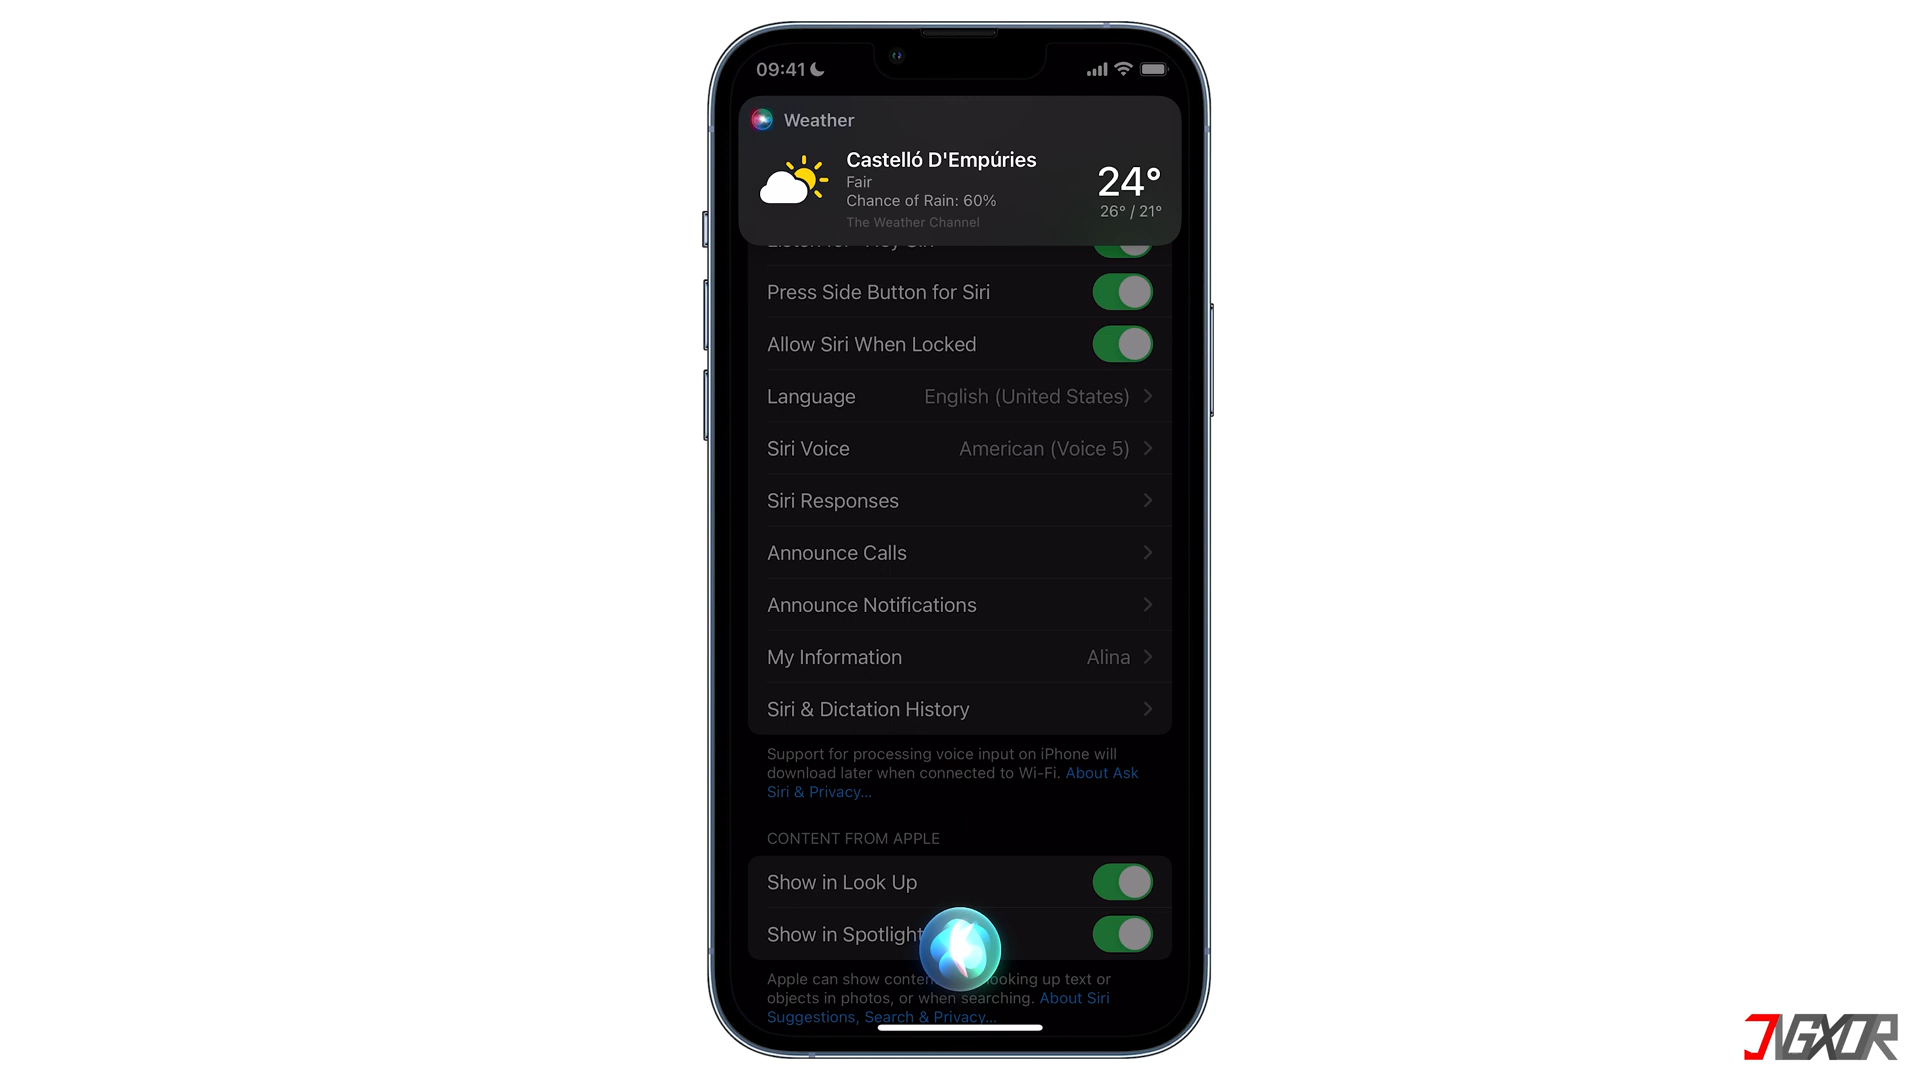 09:41
Weather
Castelló D'Empúries
Fair
Chance of Rain: 60%
The Weather Channel
24°
26° / 21°
Press Side Button for Siri
Allow Siri When Locked
Language English (United States)
Siri Voice American (Voice 5)
Siri Responses
Announce Calls
Announce Notifications
My Information Alina
Siri & Dictation History
Support for processing voice input on iPhone will
download later when connected to Wi-Fi. About Ask
Siri & Privacy...
CONTENT FROM APPLE
Show in Look Up
Show in Spotlight
Apple can show looking up text or
objects in photos, or when searching. About Siri
Suggestions, Search & Privacy...
JIGXOR